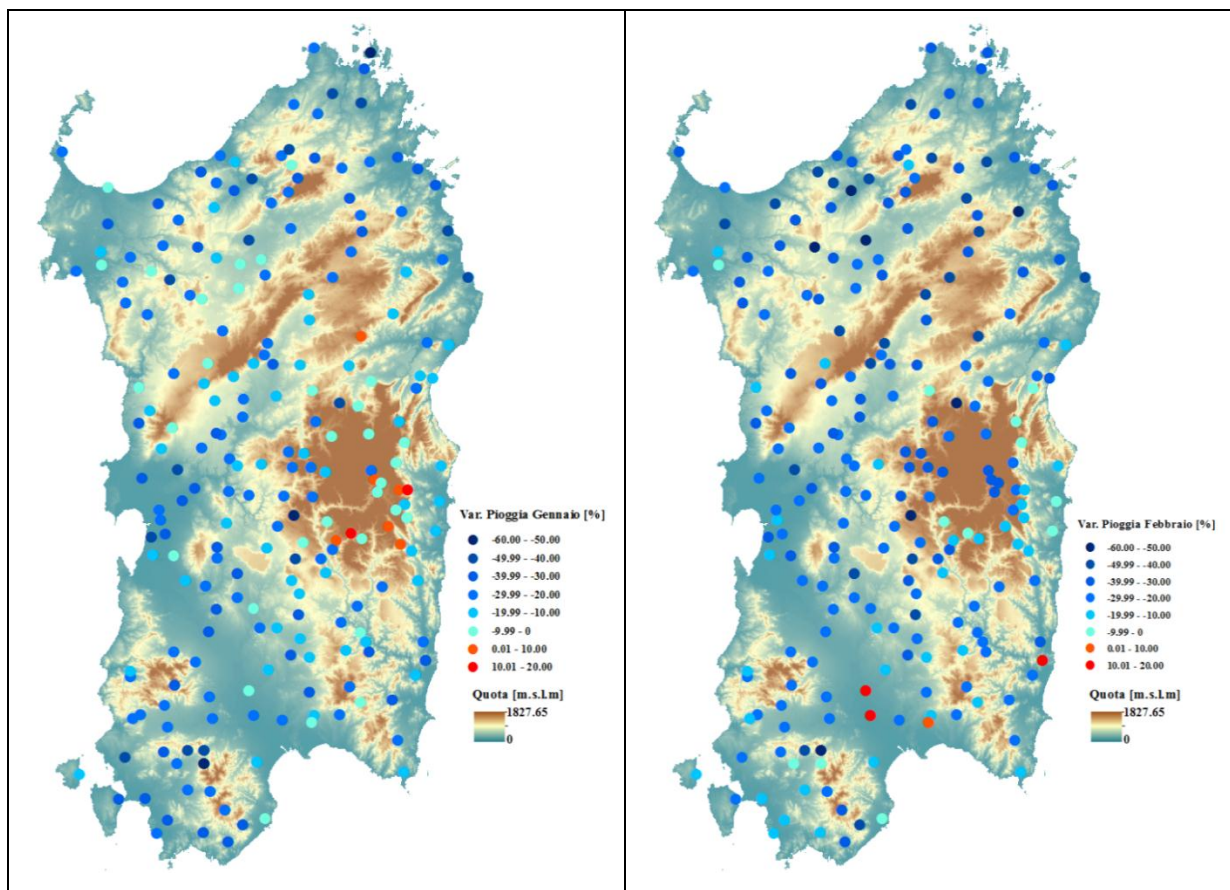 Var. Pioggia Gennaio [%]
-60.00 - -50.00
-49.99 - -40.00
-39.99 - -30.00
-29.99 - -20.00
-19.99 - -10.00
-9.99 - 0
0.01 - 10.00
10.01 - 20.00
Quota [m.s.l.m]
1827.65
0
Var. Pioggia Febbraio [%]
-60.00 - -50.00
-49.99 - -40.00
-39.99 - -30.00
-29.99 - -20.00
-19.99 - -10.00
-9.99 - 0
0.01 - 10.00
10.01 - 20.00
Quota [m.s.l.m]
1827.65
0